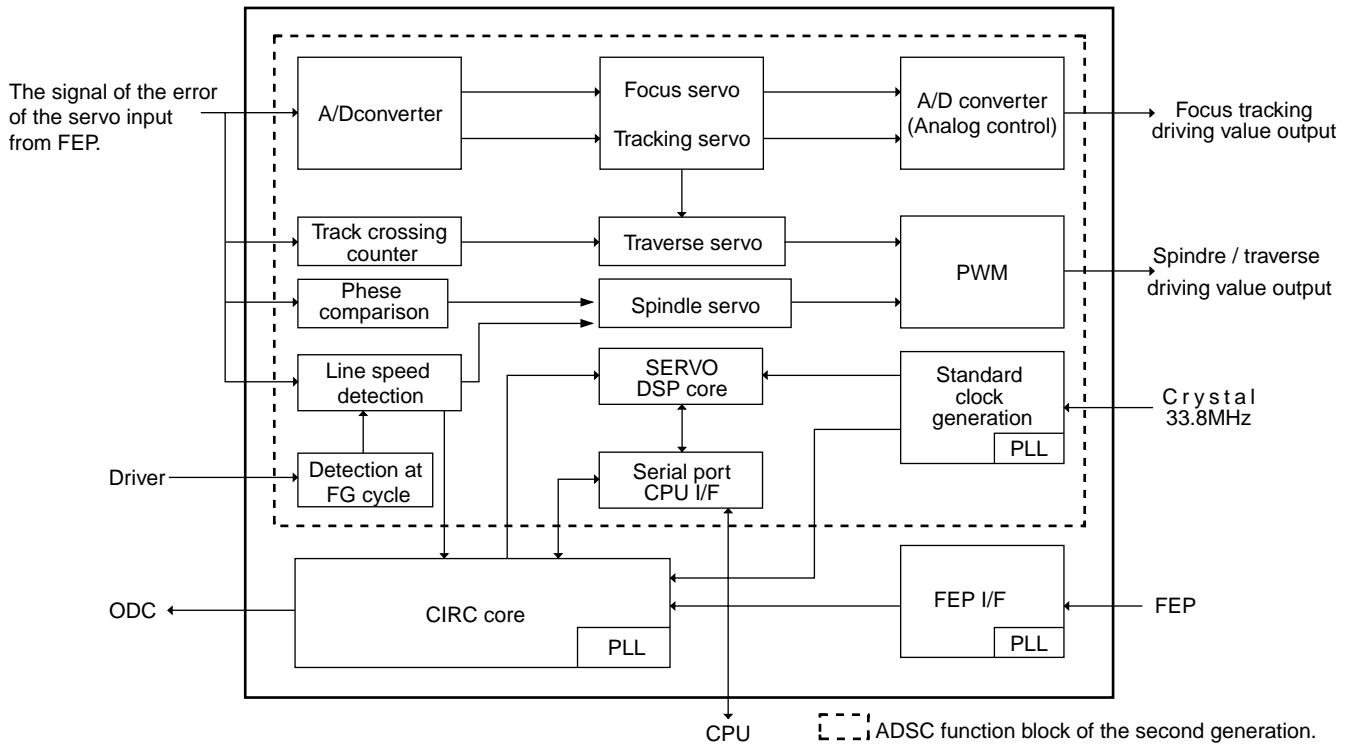 The signal of the error
of the servo input
from FEP.
A/Dconverter
Focus servo
Tracking servo
A/D converter
(Analog control)
Focus tracking
driving value output
Track crossing
counter
Traverse servo
PWM
Spindre / traverse
driving value output
Phese
comparison
Spindle servo
Line speed
detection
SERVO
DSP core
Standard
clock
generation
PLL
Crystal
33.8MHz
Driver
Detection at
FG cycle
Serial port
CPU I/F
ODC
CIRC core
PLL
FEP I/F
PLL
FEP
CPU
ADSC function block of the second generation.